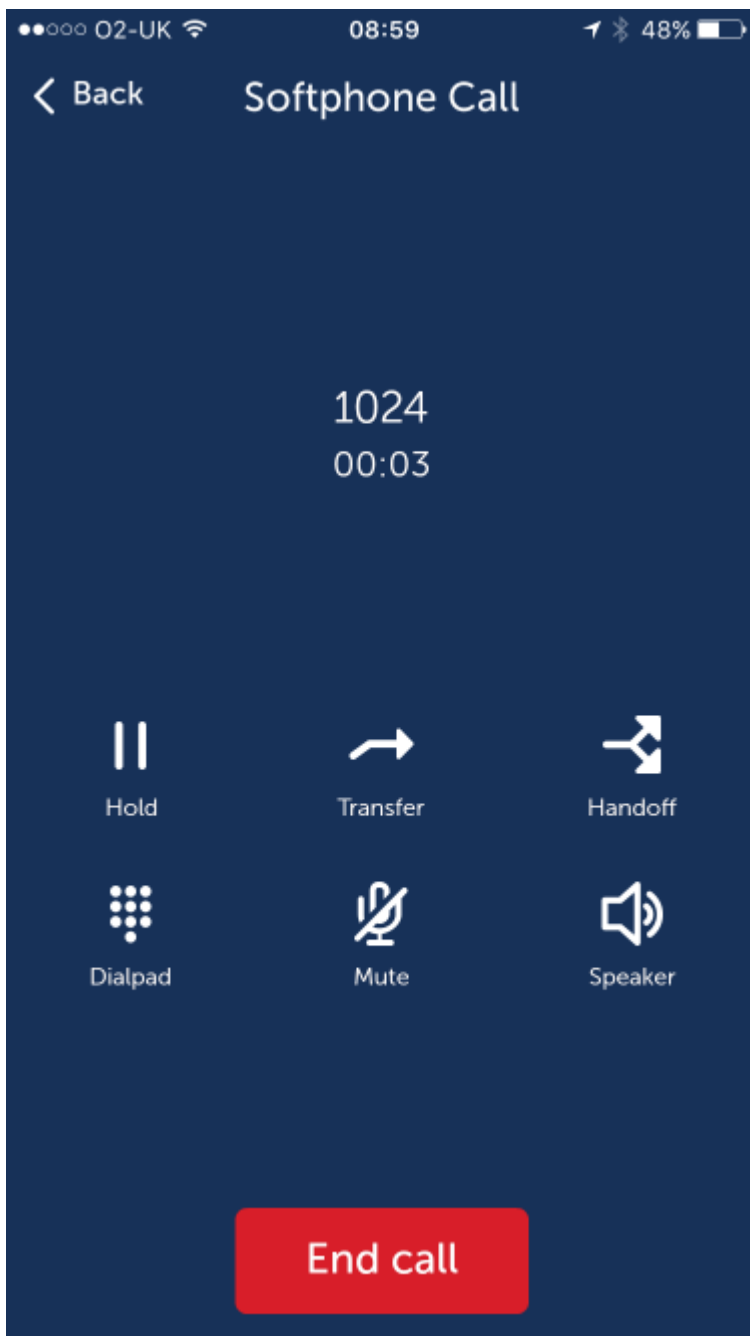 O2-UK 08:59 48%
Back Softphone Call
1024
00:03
Hold Transfer Handoff
Dialpad Mute Speaker
End call